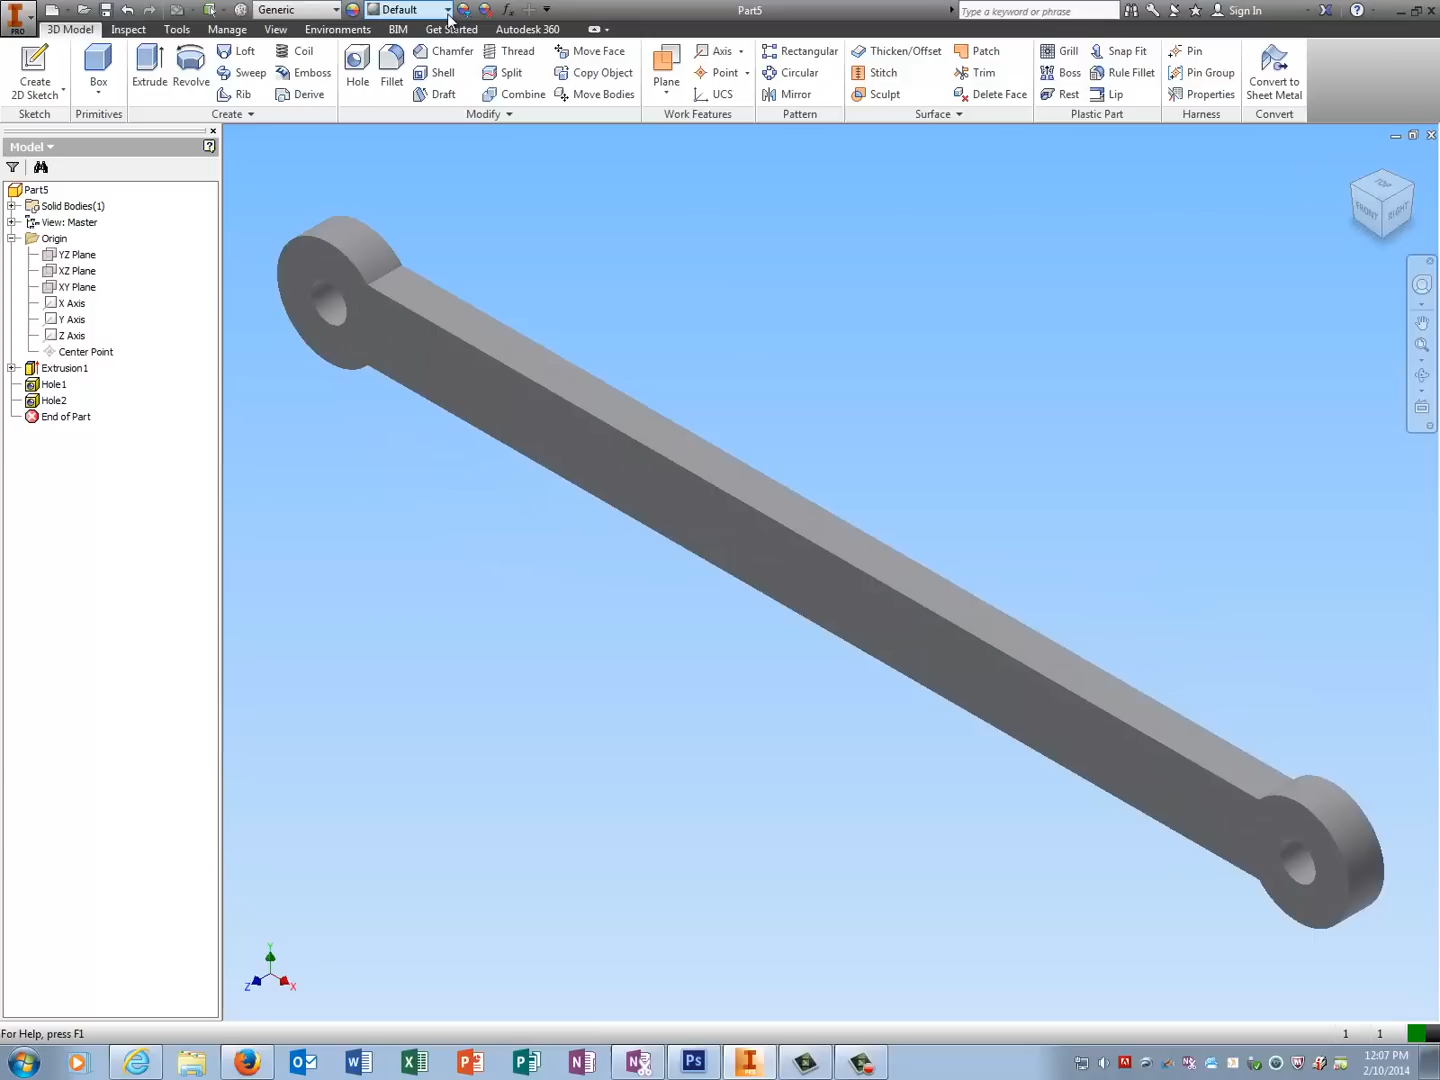 Generic
Default
Part5
Type a keyword or phrase
Sign In
PRO
3D Model
Inspect
Tools
Manage
View
Environments
BIM
Get Started
Autodesk 360
Create
2D Sketch
Box
Extrude
Revolve
Loft
Sweep
Rib
Coil
Emboss
Derive
Hole
Fillet
Chamfer
Shell
Draft
Thread
Split
Combine
Move Face
Copy Object
Move Bodies
Plane
Axis
Point
UCS
Rectangular
Circular
Mirror
Thicken/Offset
Stitch
Sculpt
Patch
Trim
Delete Face
Grill
Boss
Rest
Snap Fit
Rule Fillet
Lip
Pin
Pin Group
Properties
Convert to
Sheet Metal
Sketch
Primitives
Create
Modify
Work Features
Pattern
Surface
Plastic Part
Harness
Convert
Model
Part5
Solid Bodies(1)
View: Master
Origin
YZ Plane
XZ Plane
XY Plane
X Axis
Y Axis
Z Axis
Center Point
Extrusion1
Hole1
Hole2
End of Part
TOP
FRONT
RIGHT
Y
Z
X
For Help, press F1
1
1
12:07 PM
2/10/2014